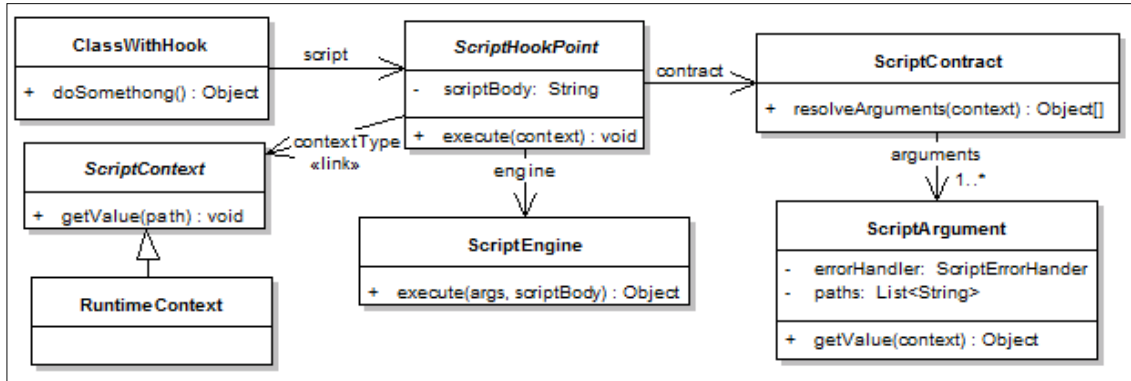 ClassWithHook
+ doSomethong() : Object
script
ScriptHookPoint
- scriptBody: String
+ execute(context) : void
contract
ScriptContract
+ resolveArguments(context) : Object[]
contextType
«link»
ScriptContext
+ getValue(path) : void
RuntimeContext
engine
ScriptEngine
+ execute(args, scriptBody) : Object
arguments
1..*
ScriptArgument
- errorHandler: ScriptErrorHander
- paths: List<String>
+ getValue(context) : Object